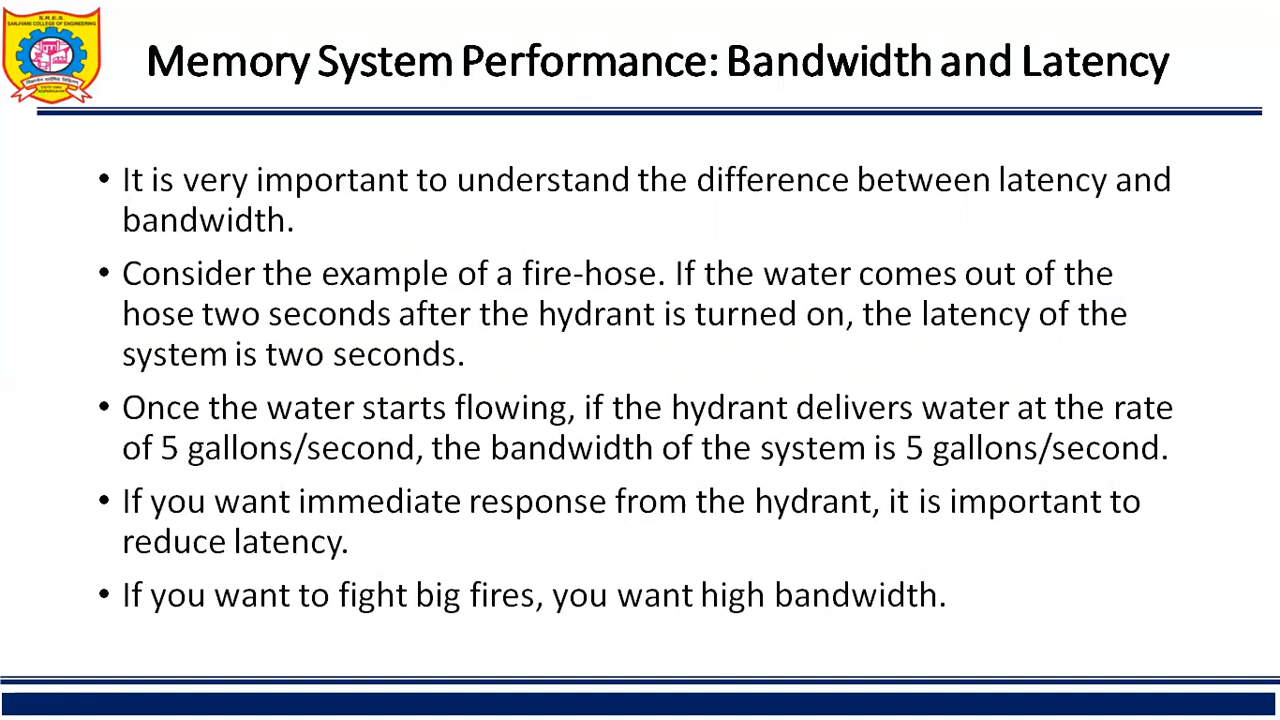 S.R.E.S.
SANJIVANI COLLEGE OF ENGINEERING
Memory System Performance: Bandwidth and Latency
• It is very important to understand the difference between latency and
bandwidth.
• Consider the example of a fire-hose. If the water comes out of the
hose two seconds after the hydrant is turned on, the latency of the
system is two seconds.
• Once the water starts flowing, if the hydrant delivers water at the rate
of 5 gallons/second, the bandwidth of the system is 5 gallons/second.
• If you want immediate response from the hydrant, it is important to
reduce latency.
• If you want to fight big fires, you want high bandwidth.